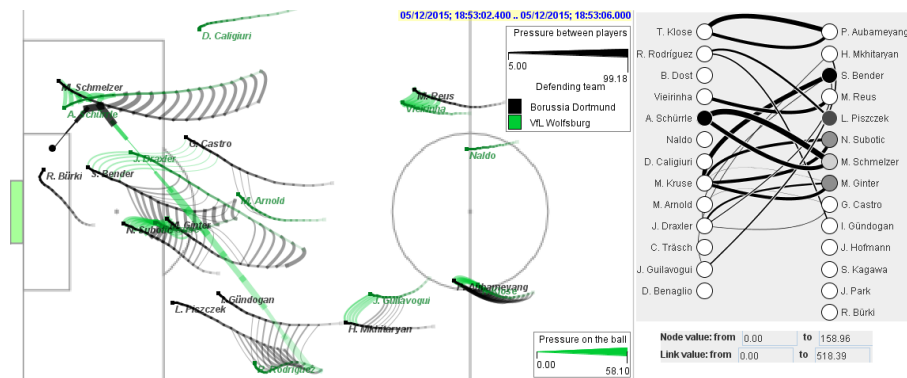 05/12/2015; 18:53:02.400 .. 05/12/2015; 18:53:06.000
D. Caligiuri
Pressure between players
5.00
99.18
Defending team
Borussia Dortmund
VfL Wolfsburg
M. Schmelzer
A. Schürrle
M. Reus
Vieirinha
G. Castro
J. Draxler
Naldo
R. Bürki
S. Bender
M. Arnold
N. Subotic
M. Ginter
L. Piszczek
I. Gündogan
J. Guilavogui
H. Mkhitaryan
P. Aubameyang
R. Rodríguez
Pressure on the ball
0.00
58.10
T. Klose
P. Aubameyang
R. Rodríguez
H. Mkhitaryan
B. Dost
S. Bender
Vieirinha
M. Reus
A. Schürrle
L. Piszczek
Naldo
N. Subotic
D. Caligiuri
M. Schmelzer
M. Kruse
M. Ginter
M. Arnold
G. Castro
J. Draxler
I. Gündogan
C. Träsch
J. Hofmann
J. Guilavogui
S. Kagawa
D. Benaglio
J. Park
R. Bürki
Node value: from 0.00 to 158.96
Link value: from 0.00 to 518.39